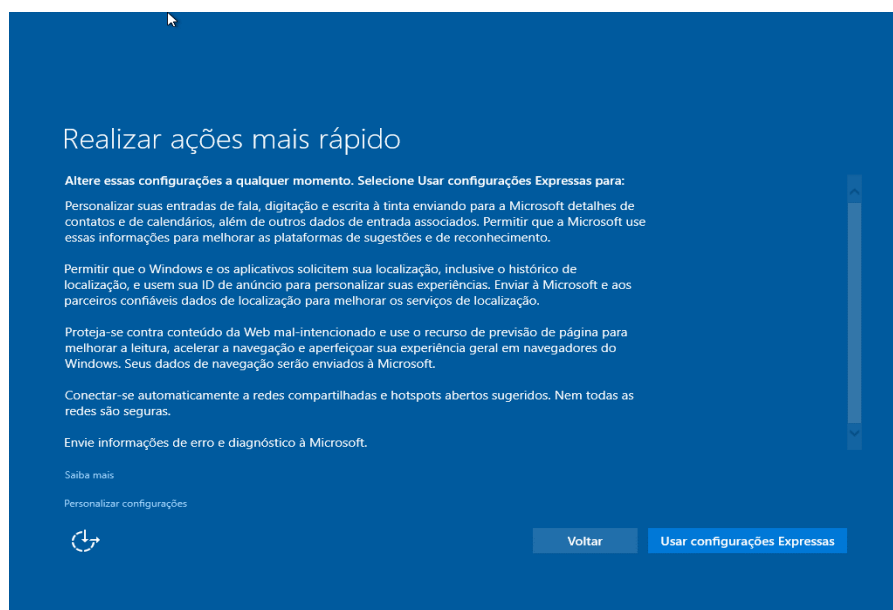 Realizar ações mais rápido
Altere essas configurações a qualquer momento. Selecione Usar configurações Expressas para:
Personalizar suas entradas de fala, digitação e escrita à tinta enviando para a Microsoft detalhes de
contatos e de calendários, além de outros dados de entrada associados. Permitir que a Microsoft use
essas informações para melhorar as plataformas de sugestões e de reconhecimento.
Permitir que o Windows e os aplicativos solicitem sua localização, inclusive o histórico de
localização, e usem sua ID de anúncio para personalizar suas experiências. Enviar à Microsoft e aos
parceiros confiáveis dados de localização para melhorar os serviços de localização.
Proteja-se contra conteúdo da Web mal-intencionado e use o recurso de previsão de página para
melhorar a leitura, acelerar a navegação e aperfeiçoar sua experiência geral em navegadores do
Windows. Seus dados de navegação serão enviados à Microsoft.
Conectar-se automaticamente a redes compartilhadas e hotspots abertos sugeridos. Nem todas as
redes são seguras.
Envie informações de erro e diagnóstico à Microsoft.
Saiba mais
Personalizar configurações
Voltar
Usar configurações Expressas